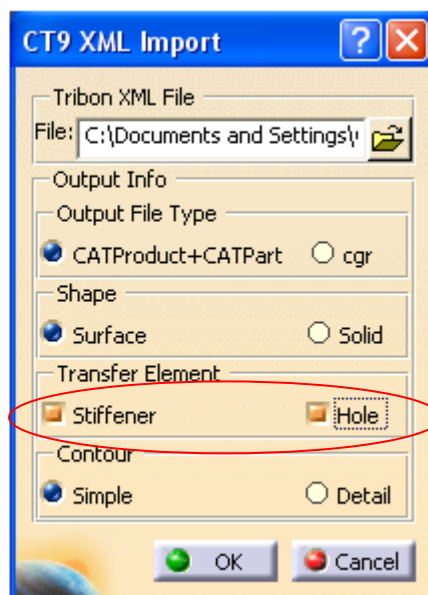 CT9 XML Import
Tribon XML File
File: C:\Documents and Settings\
Output Info
Output File Type
CATProduct+CATPart cgr
Shape
Surface Solid
Transfer Element
Stiffener Hole
Contour
Simple Detail
OK Cancel